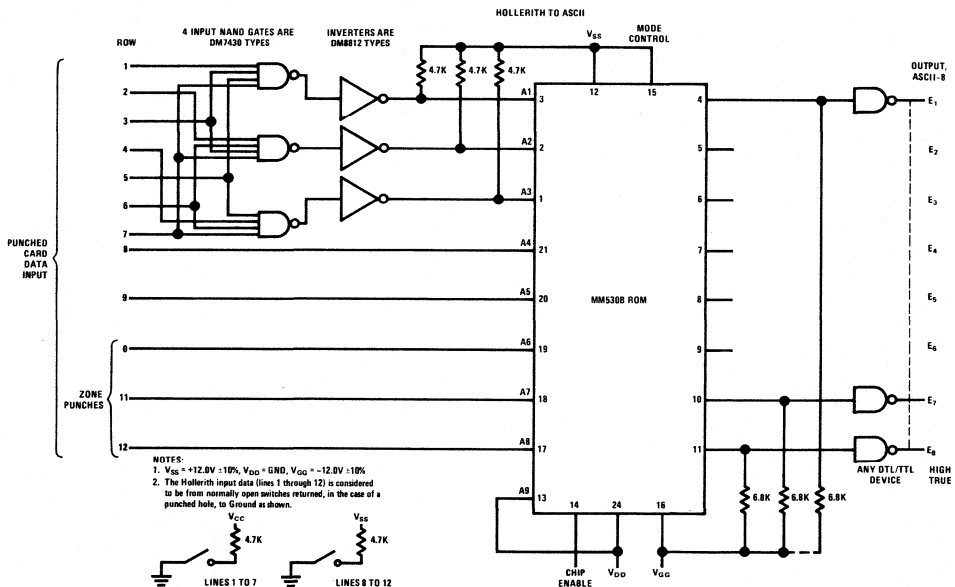 HOLLERITH TO ASCII
4 INPUT NAND GATES ARE
DM7430 TYPES
INVERTERS ARE
DM8812 TYPES
ROW
VSS
MODE
CONTROL
OUTPUT,
ASCII-8
4.7K
4.7K
4.7K
1
2
3
4
5
6
7
8
9
0
11
12
PUNCHED
CARD
DATA
INPUT
ZONE
PUNCHES
A1
3
A2
2
A3
1
A4
21
A5
20
A6
19
A7
18
A8
17
A9
13
12
15
MM530B ROM
4
5
6
7
8
9
10
11
14
24
16
E1
E2
E3
E4
E5
E6
E7
E8
ANY DTL/TTL
DEVICE
HIGH
TRUE
6.8K
6.8K
6.8K
CHIP
ENABLE
VDD
VGG
NOTES:
1. VSS = +12.0V ±10%, VDD = GND, VGG = −12.0V ±10%
2. The Hollerith input data (lines 1 through 12) is considered
to be from normally open switches returned, in the case of a
punched hole, to Ground as shown.
VCC
4.7K
LINES 1 TO 7
VSS
4.7K
LINES 8 TO 12